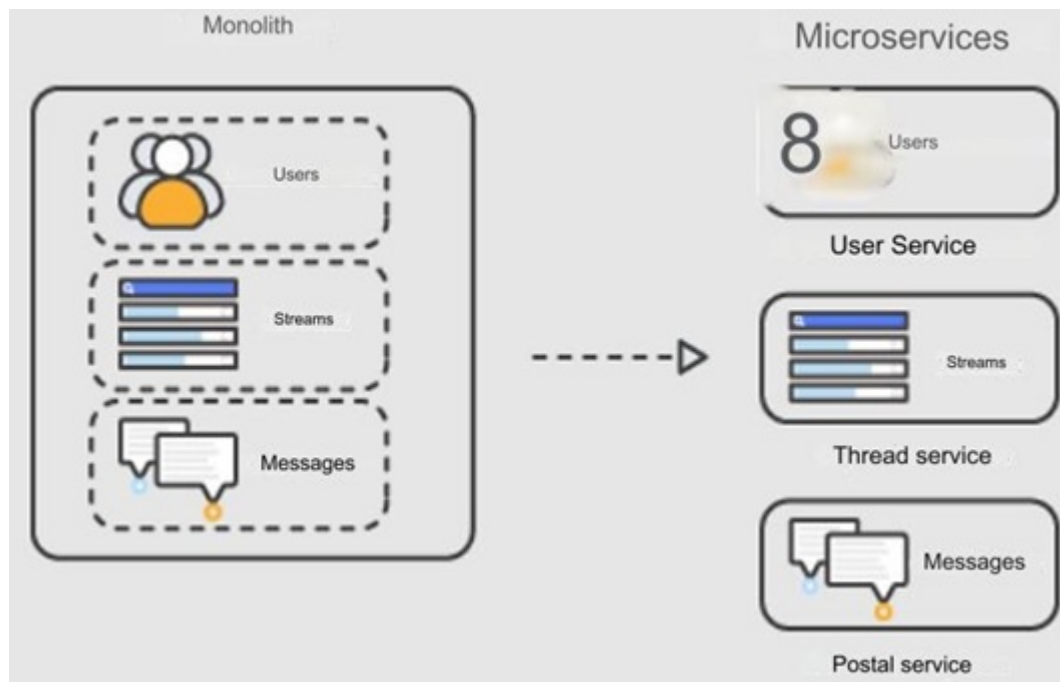 Monolith
Users
Streams
Messages
Microservices
8 Users
User Service
Streams
Thread service
Messages
Postal service